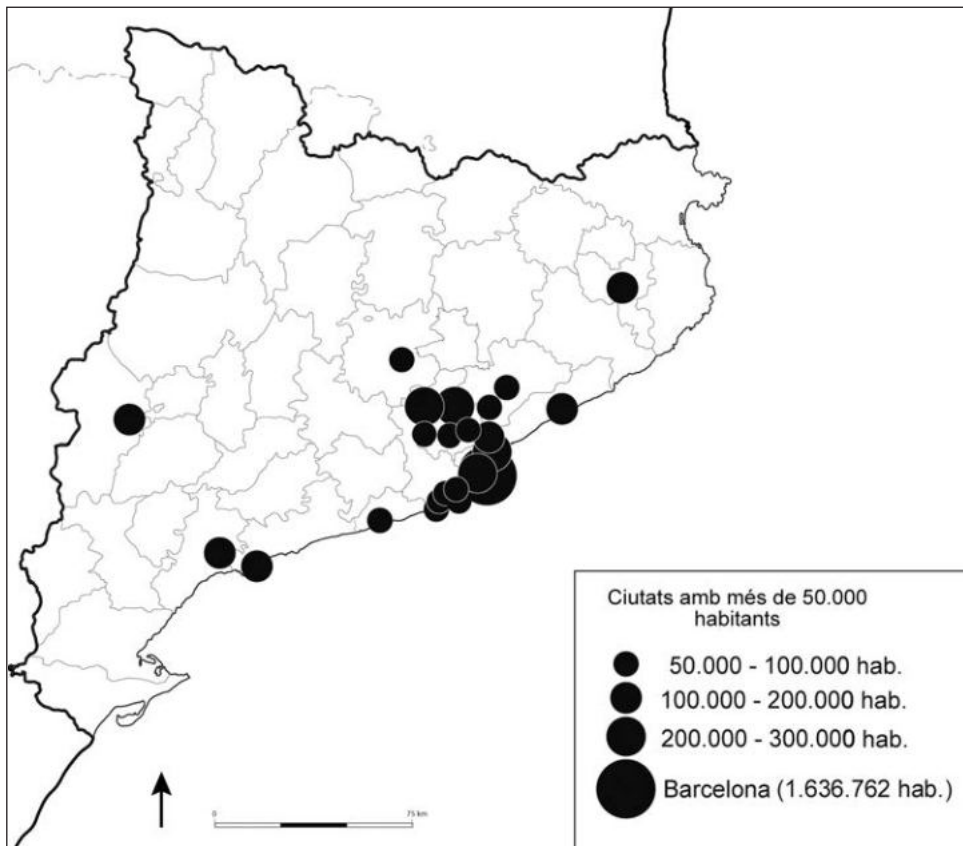 Ciutats amb més de 50.000
habitants
50.000 - 100.000 hab.
100.000 - 200.000 hab.
200.000 - 300.000 hab.
Barcelona (1.636.762 hab.)
0 75 km